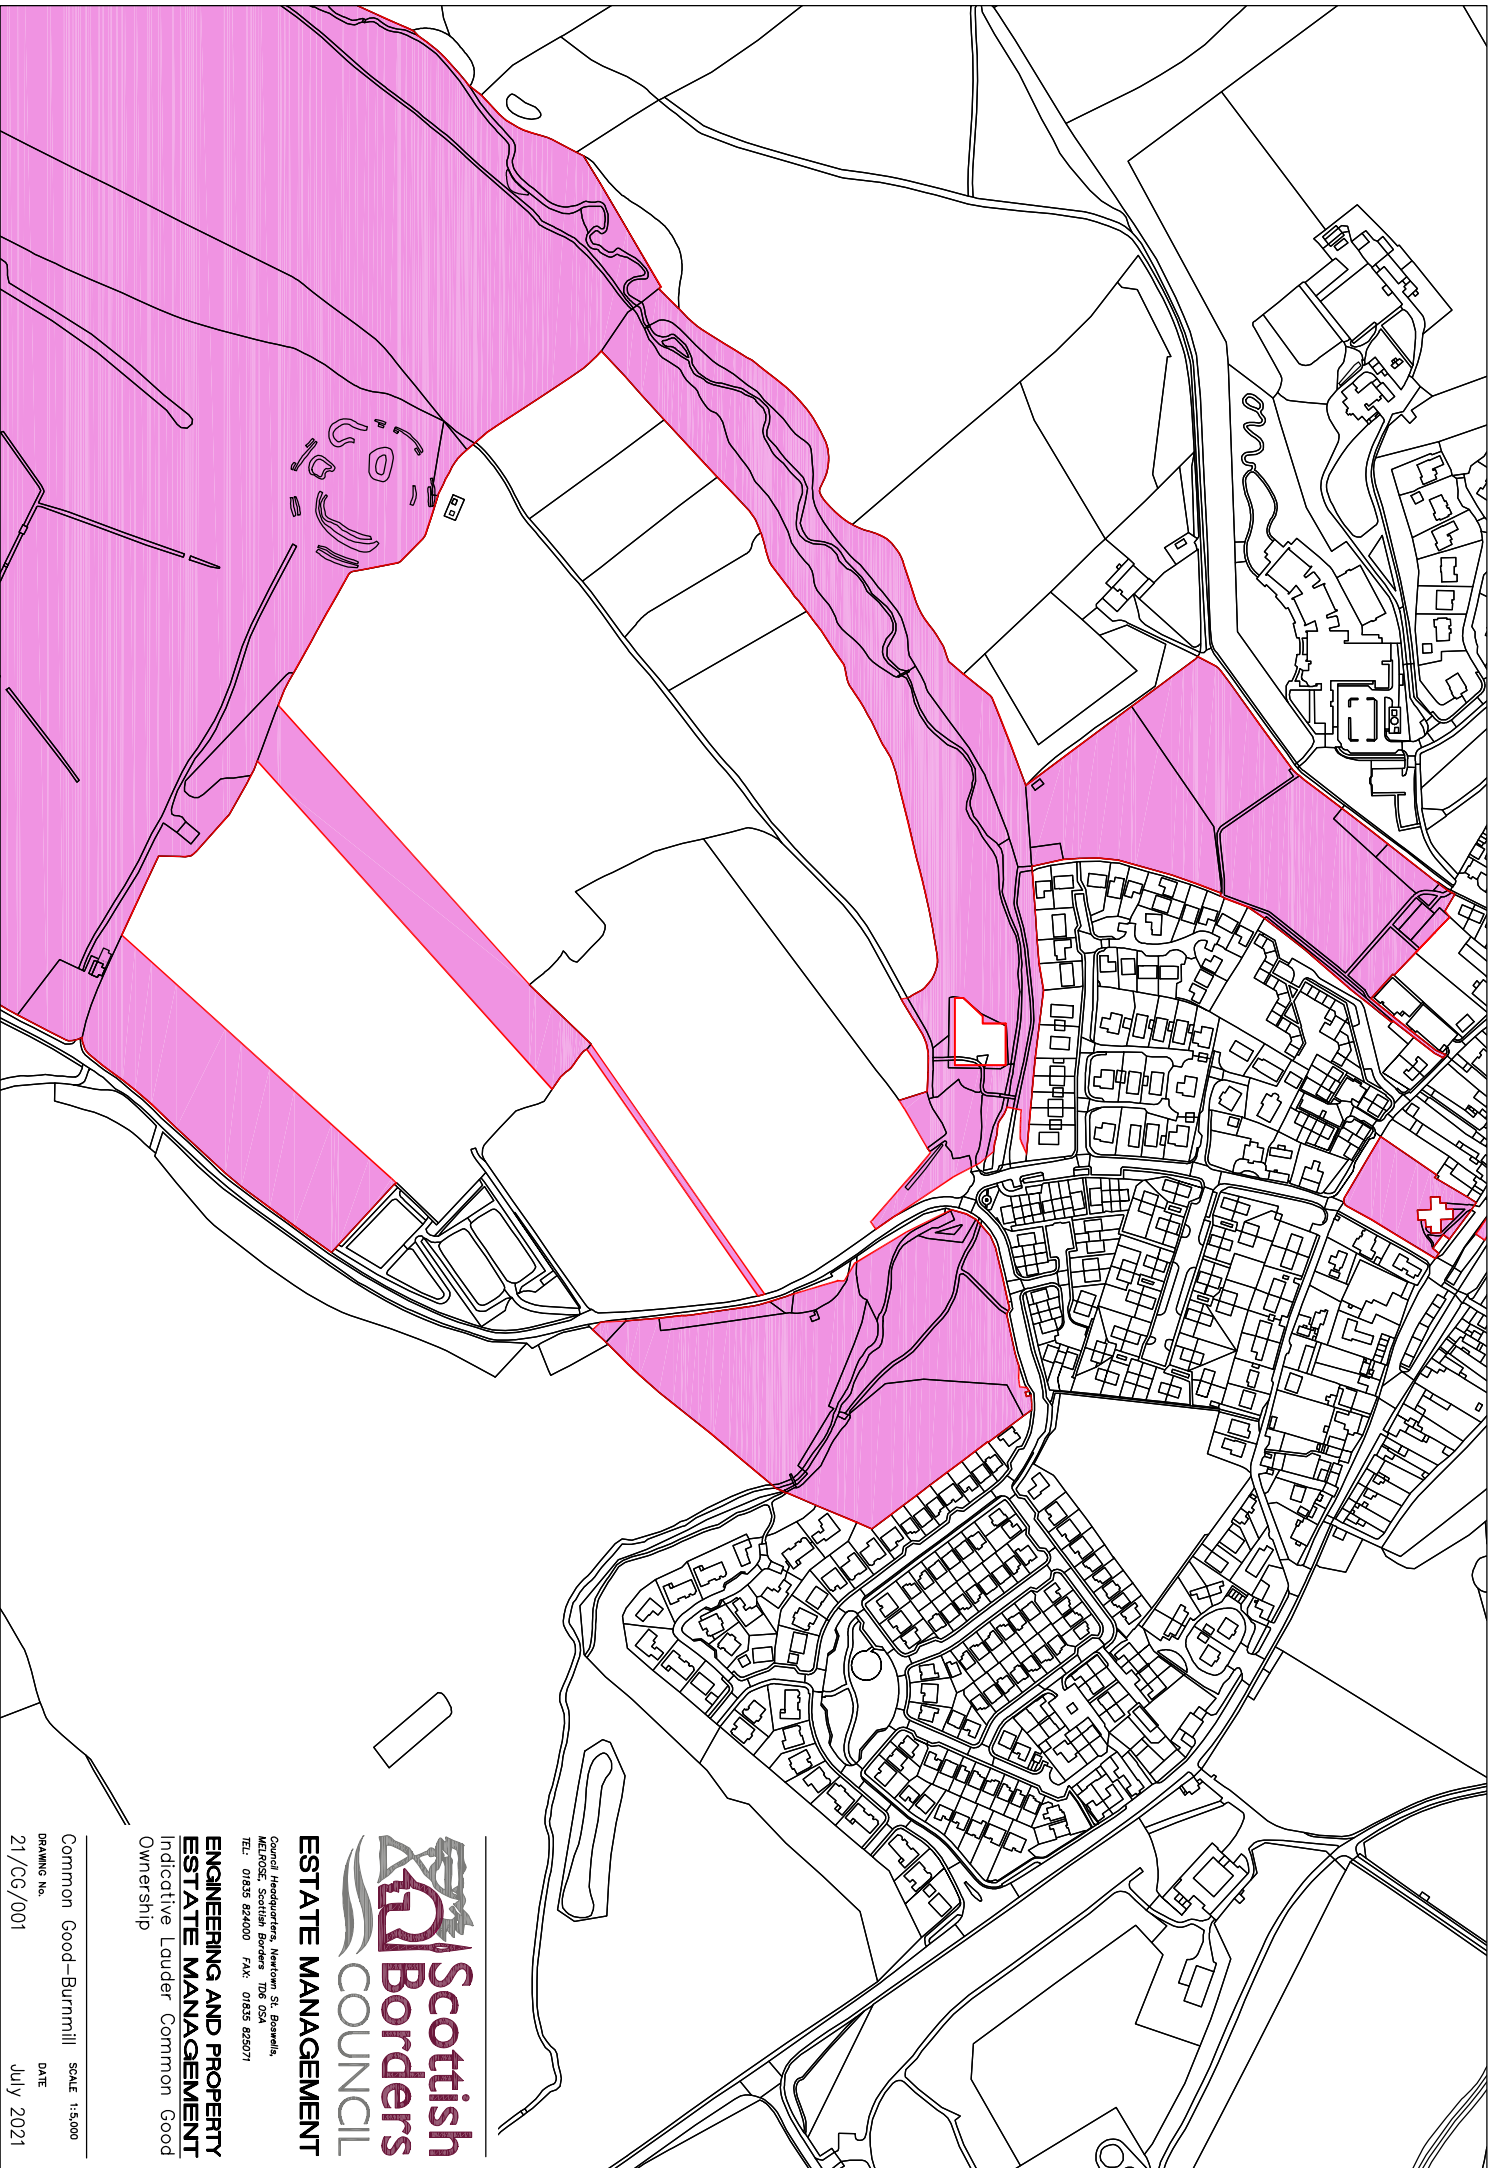 Scottish
Borders
COUNCIL
ESTATE MANAGEMENT
Council Headquarters, Newtown St. Boswells,
MELROSE, Scottish Borders TD6 0SA
TEL: 01835 824000 FAX: 01835 825071
ENGINEERING AND PROPERTY
ESTATE MANAGEMENT
Indicative Lauder Common Good
Ownership
Common Good-Burnmill SCALE 1:5,000
DRAWING No. DATE
21/CG/001 July 2021